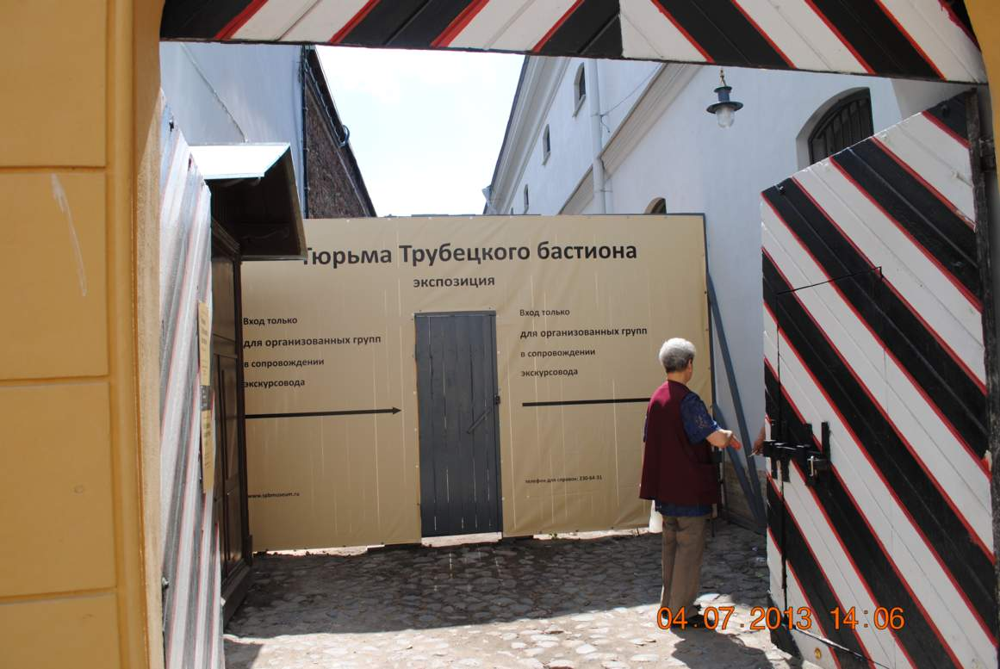 Тюрьма Трубецкого бастиона
экспозиция
Вход только
для организованных групп
в сопровождении
экскурсовода
www.spbmuseum.ru
Вход только
для организованных групп
в сопровождении
экскурсовода
телефон для справок: 230-64-31
04.07.2013 14:06